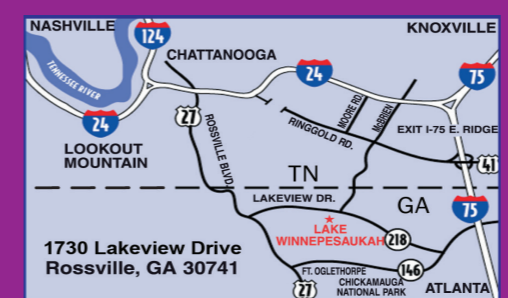 NASHVILLE
124
KNOXVILLE
CHATTANOOGA
24
75
TENNESSEE RIVER
24
27
ROSSVILLE BLVD.
MOORE RD.
McBRIEN
RINGGOLD RD.
EXIT I-75 E. RIDGE
41
LOOKOUT
MOUNTAIN
TN
LAKEVIEW DR.
GA
75
LAKE
WINNEPESAUKAH
218
1730 Lakeview Drive
Rossville, GA 30741
FT. OGLETHORPE
146
CHICKAMAUGA
NATIONAL PARK
27
ATLANTA